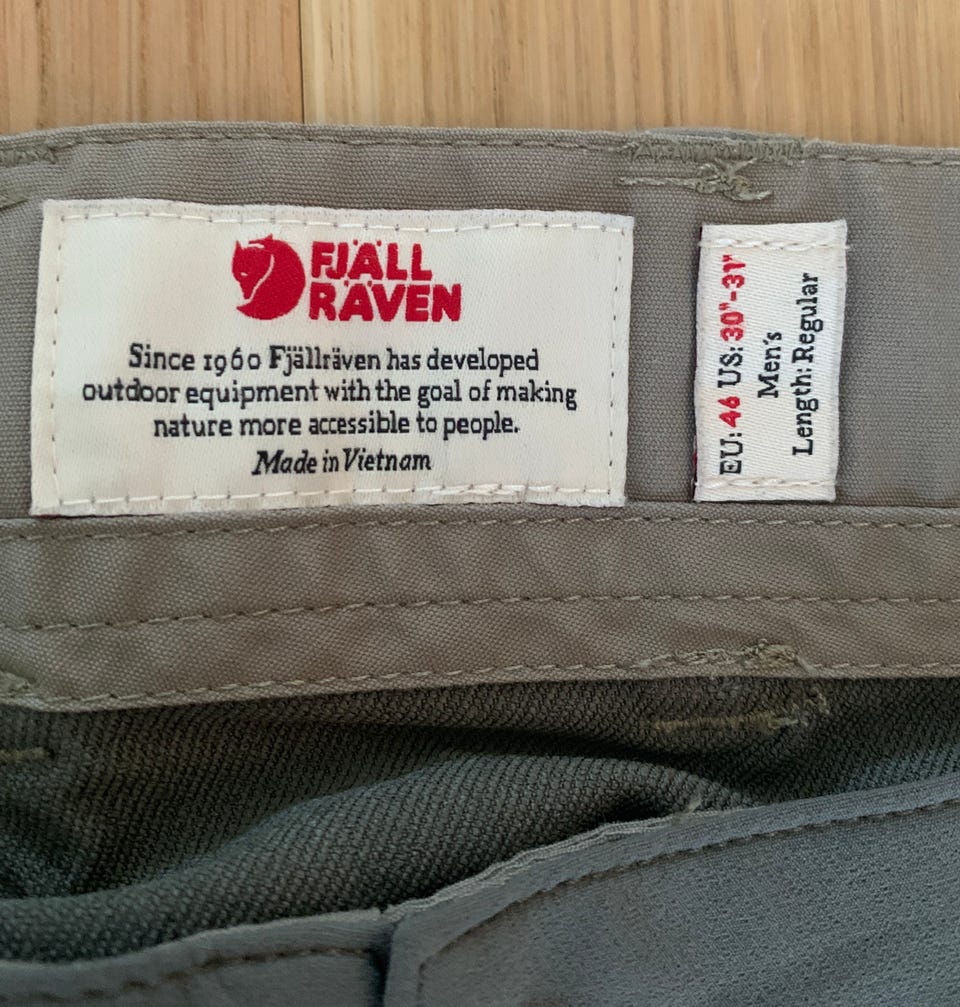 FJÄLL
RÄVEN
Since 1960 Fjällräven has developed
outdoor equipment with the goal of making
nature more accessible to people.
Made in Vietnam
EU: 46 US: 30"-31"
Men's
Length: Regular